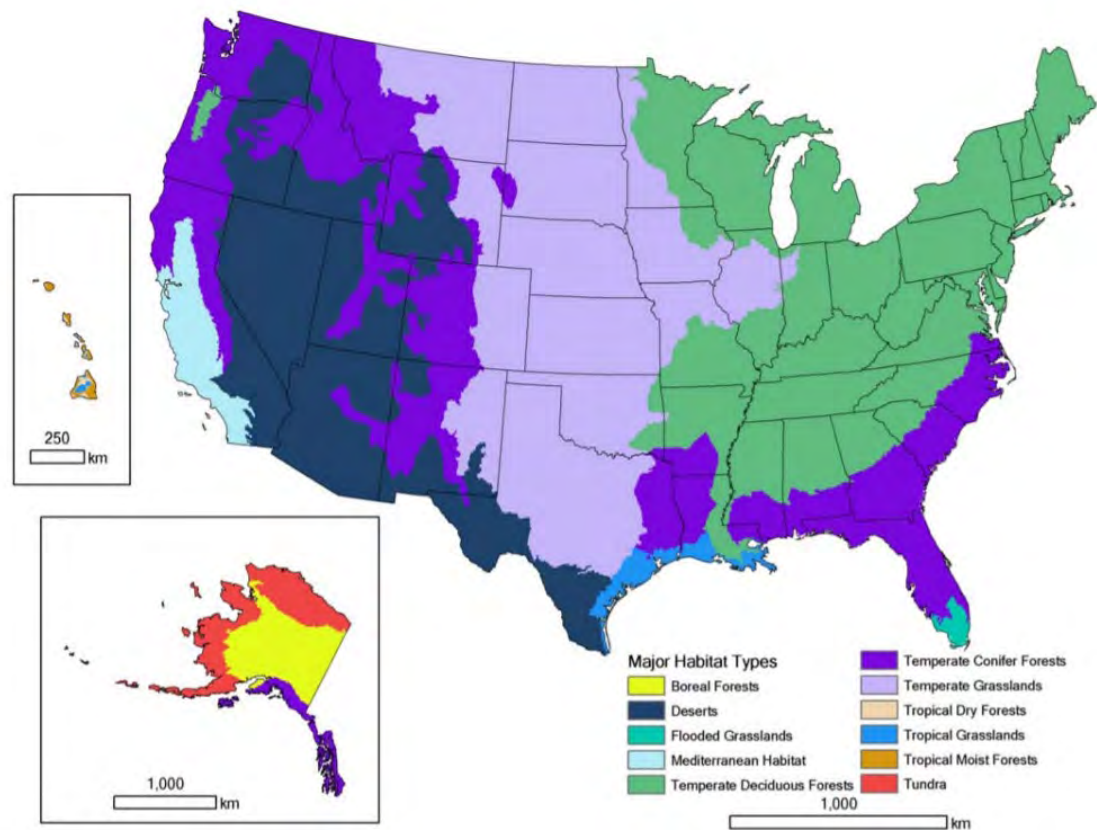 250
km
1,000
km
Major Habitat Types
Boreal Forests
Deserts
Flooded Grasslands
Mediterranean Habitat
Temperate Deciduous Forests
Temperate Conifer Forests
Temperate Grasslands
Tropical Dry Forests
Tropical Grasslands
Tropical Moist Forests
Tundra
1,000
km